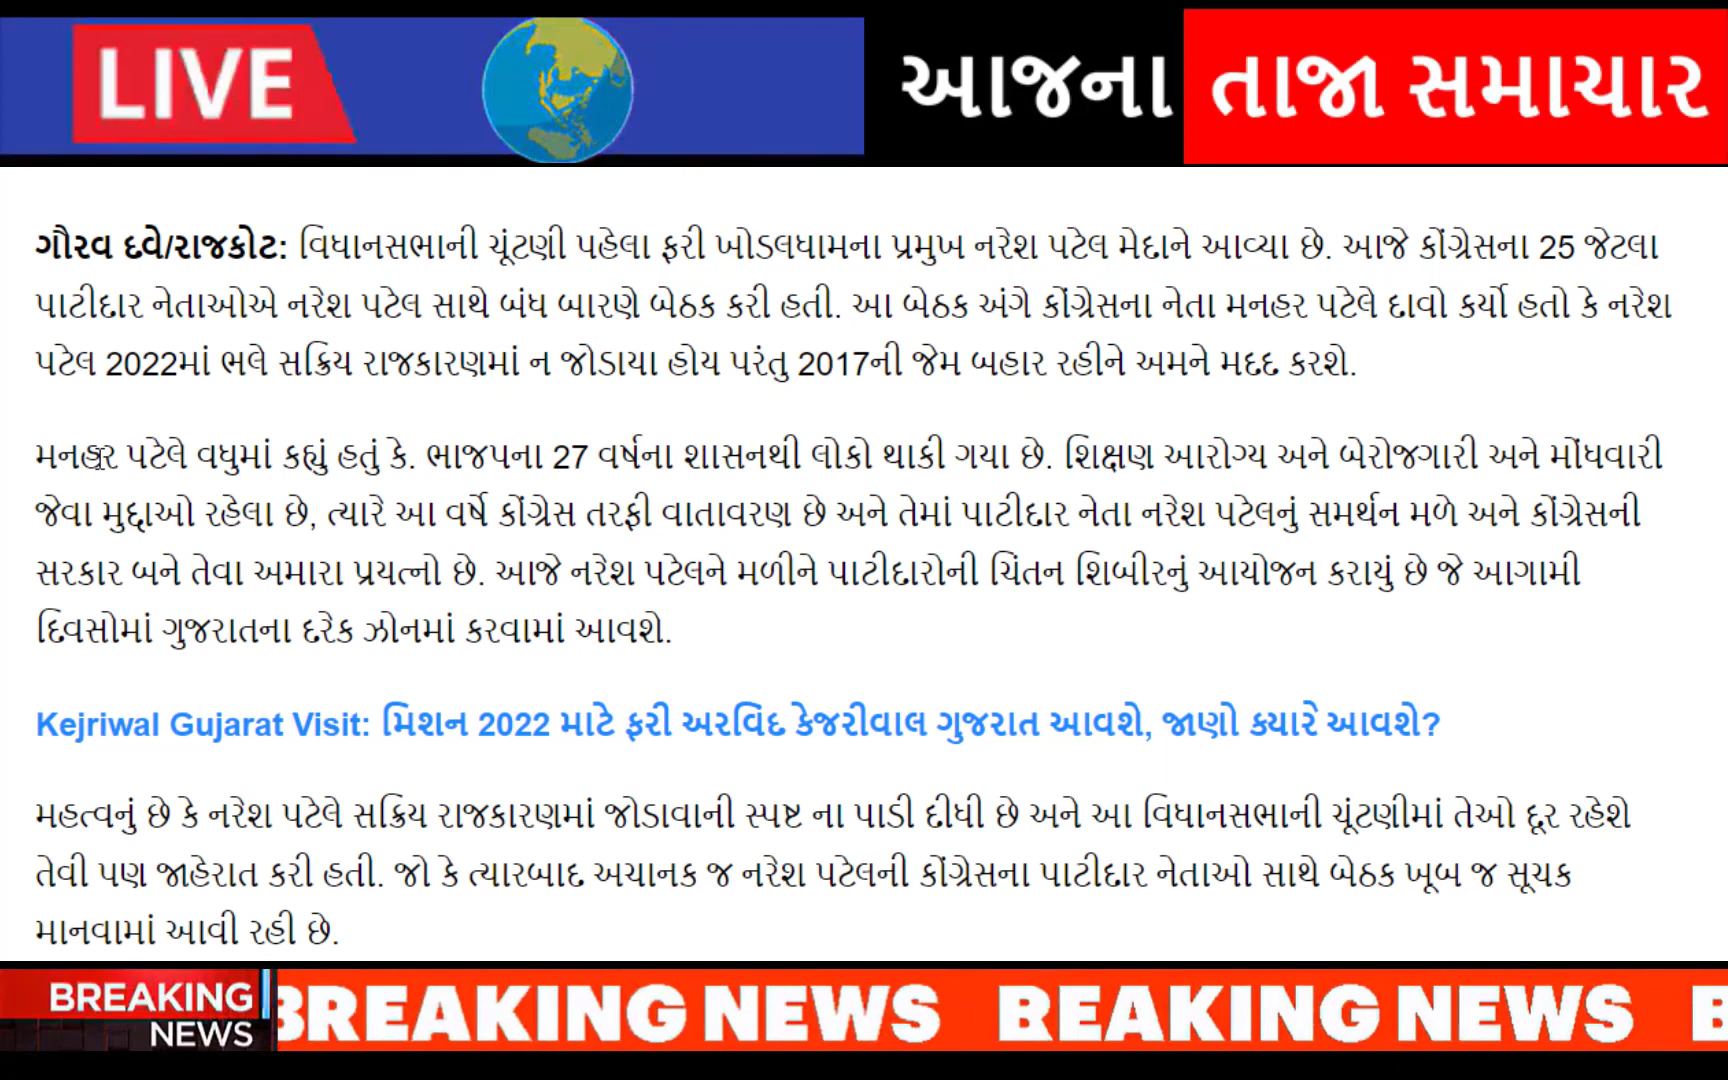 LIVE
આજના તાજા સમાચાર
ગૌરવ દવે/રાજકોટ: વિધાનસભાની ચૂંટણી પહેલા ફરી ખોડલધામના પ્રમુખ નરેશ પટેલ મેદાને આવ્યા છે. આજે કોંગ્રેસના 25 જેટલા
પાટીદાર નેતાઓએ નરેશ પટેલ સાથે બંધ બારણે બેઠક કરી હતી. આ બેઠક અંગે કોંગ્રેસના નેતા મનહર પટેલે દાવો કર્યો હતો કે નરેશ
પટેલ 2022માં ભલે સક્રિય રાજકારણમાં ન જોડાયા હોય પરંતુ 2017ની જેમ બહાર રહીને અમને મદદ કરશે.
મનહર પટેલે વધુમાં કહ્યું હતું કે. ભાજપના 27 વર્ષના શાસનથી લોકો થાકી ગયા છે. શિક્ષણ આરોગ્ય અને બેરોજગારી અને મોંઘવારી
જેવા મુદ્દાઓ રહેલા છે, ત્યારે આ વર્ષે કોંગ્રેસ તરફી વાતાવરણ છે અને તેમાં પાટીદાર નેતા નરેશ પટેલનું સમર્થન મળે અને કોંગ્રેસની
સરકાર બને તેવા અમારા પ્રયત્નો છે. આજે નરેશ પટેલને મળીને પાટીદારોની ચિંતન શિબીરનું આયોજન કરાયું છે જે આગામી
દિવસોમાં ગુજરાતના દરેક ઝોનમાં કરવામાં આવશે.
Kejriwal Gujarat Visit: મિશન 2022 માટે ફરી અરવિંદ કેજરીવાલ ગુજરાત આવશે, જાણો ક્યારે આવશે?
મહત્વનું છે કે નરેશ પટેલે સક્રિય રાજકારણમાં જોડાવાની સ્પષ્ટ ના પાડી દીધી છે અને આ વિધાનસભાની ચૂંટણીમાં તેઓ દૂર રહેશે
તેવી પણ જાહેરાત કરી હતી. જો કે ત્યારબાદ અચાનક જ નરેશ પટેલની કોંગ્રેસના પાટીદાર નેતાઓ સાથે બેઠક ખૂબ જ સૂચક
માનવામાં આવી રહી છે.
BREAKING
NEWS
BREAKING NEWS BEAKING NEWS B